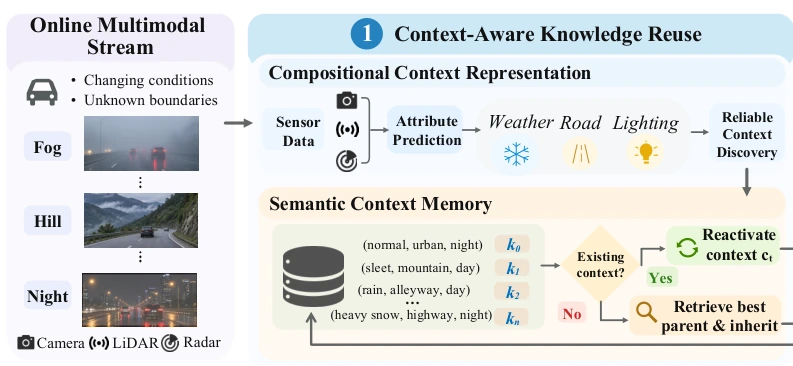 Online Multimodal
Stream
• Changing conditions
• Unknown boundaries
Fog
Hill
Night
Camera LiDAR Radar
1 Context-Aware Knowledge Reuse
Compositional Context Representation
Sensor
Data
Attribute
Prediction
Weather Road Lighting
Reliable
Context
Discovery
Semantic Context Memory
(normal, urban, night) k₀
(sleet, mountain, day) k₁
(rain, alleyway, day) k₂
...
(heavy snow, highway, night) kₙ
Existing
context?
Yes
No
Reactivate
context cₜ
Retrieve best
parent & inherit